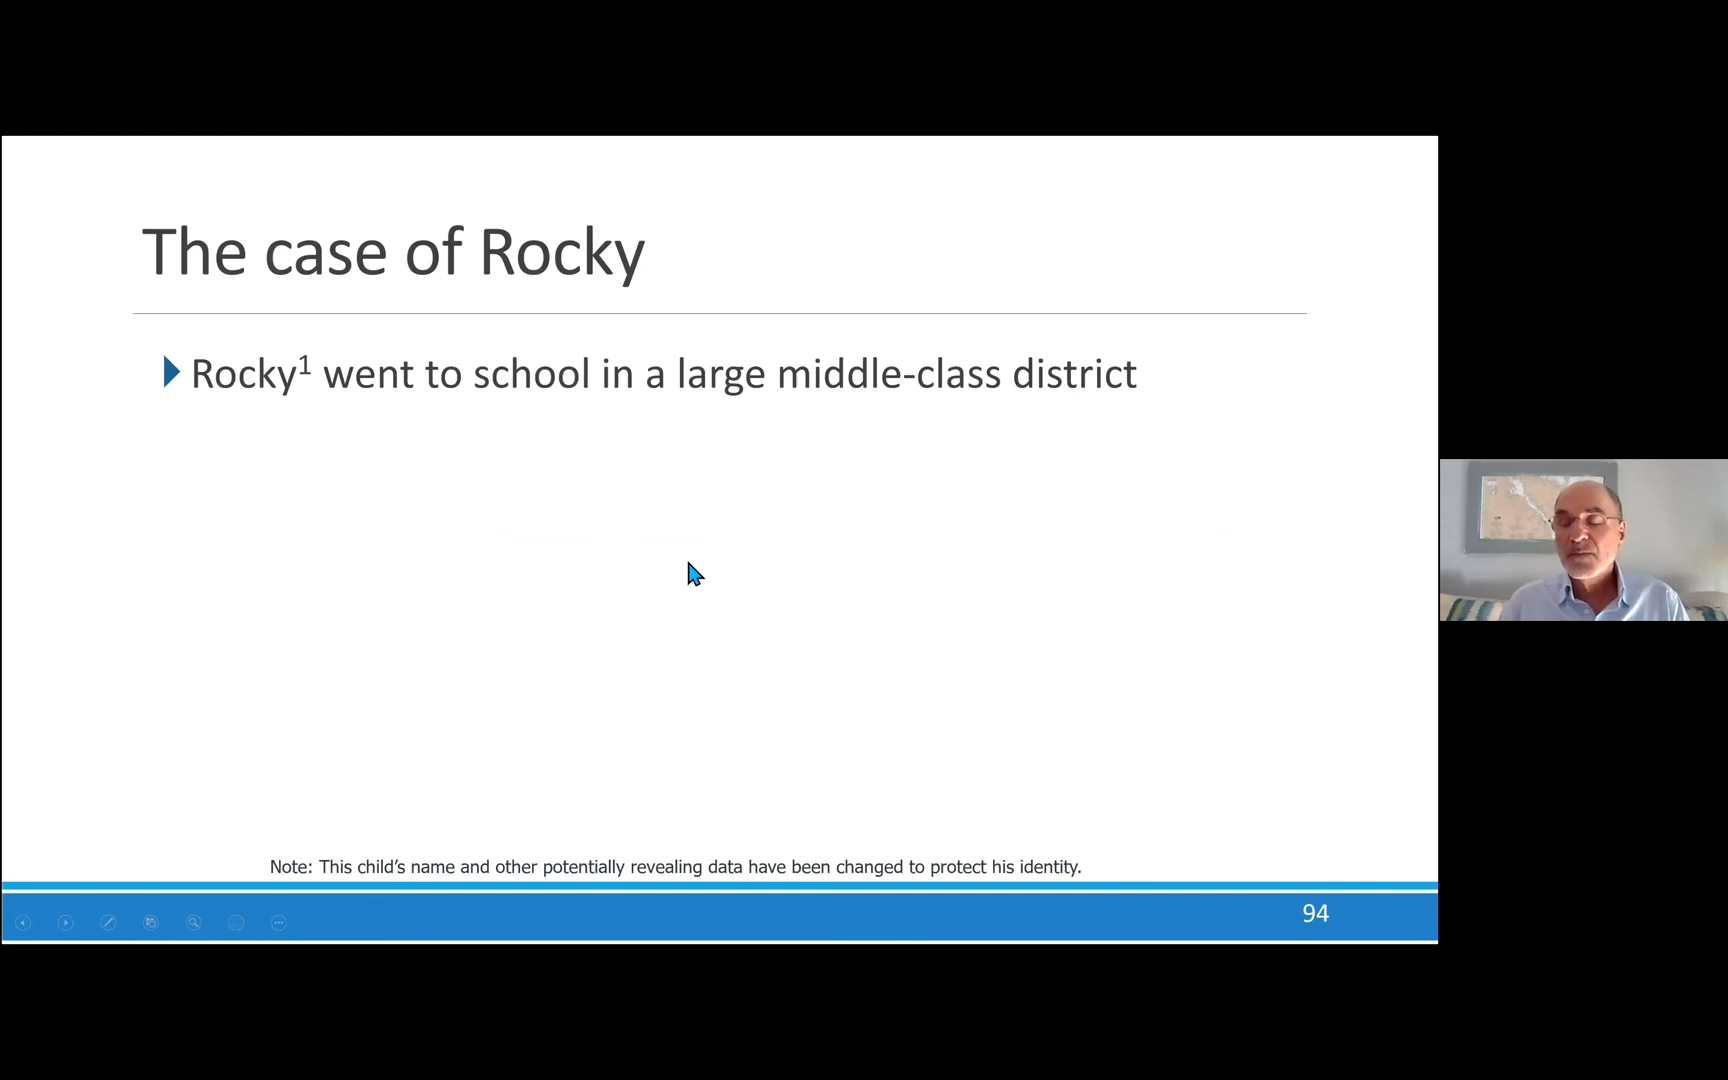 The case of Rocky
Rocky¹ went to school in a large middle-class district
Note: This child’s name and other potentially revealing data have been changed to protect his identity.
94